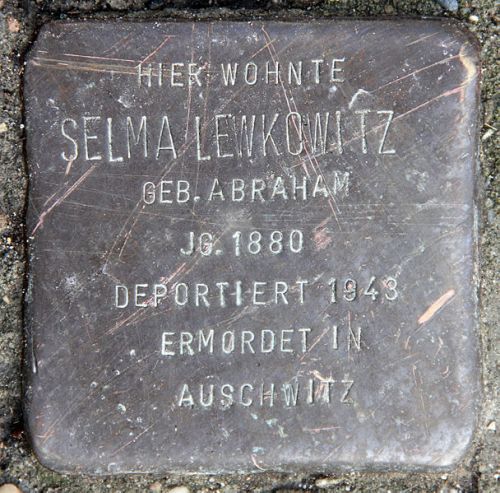 HIER WOHNTE
SELMA LEWKOWITZ
GEB. ABRAHAM
JG. 1880
DEPORTIERT 1943
ERMORDET IN
AUSCHWITZ